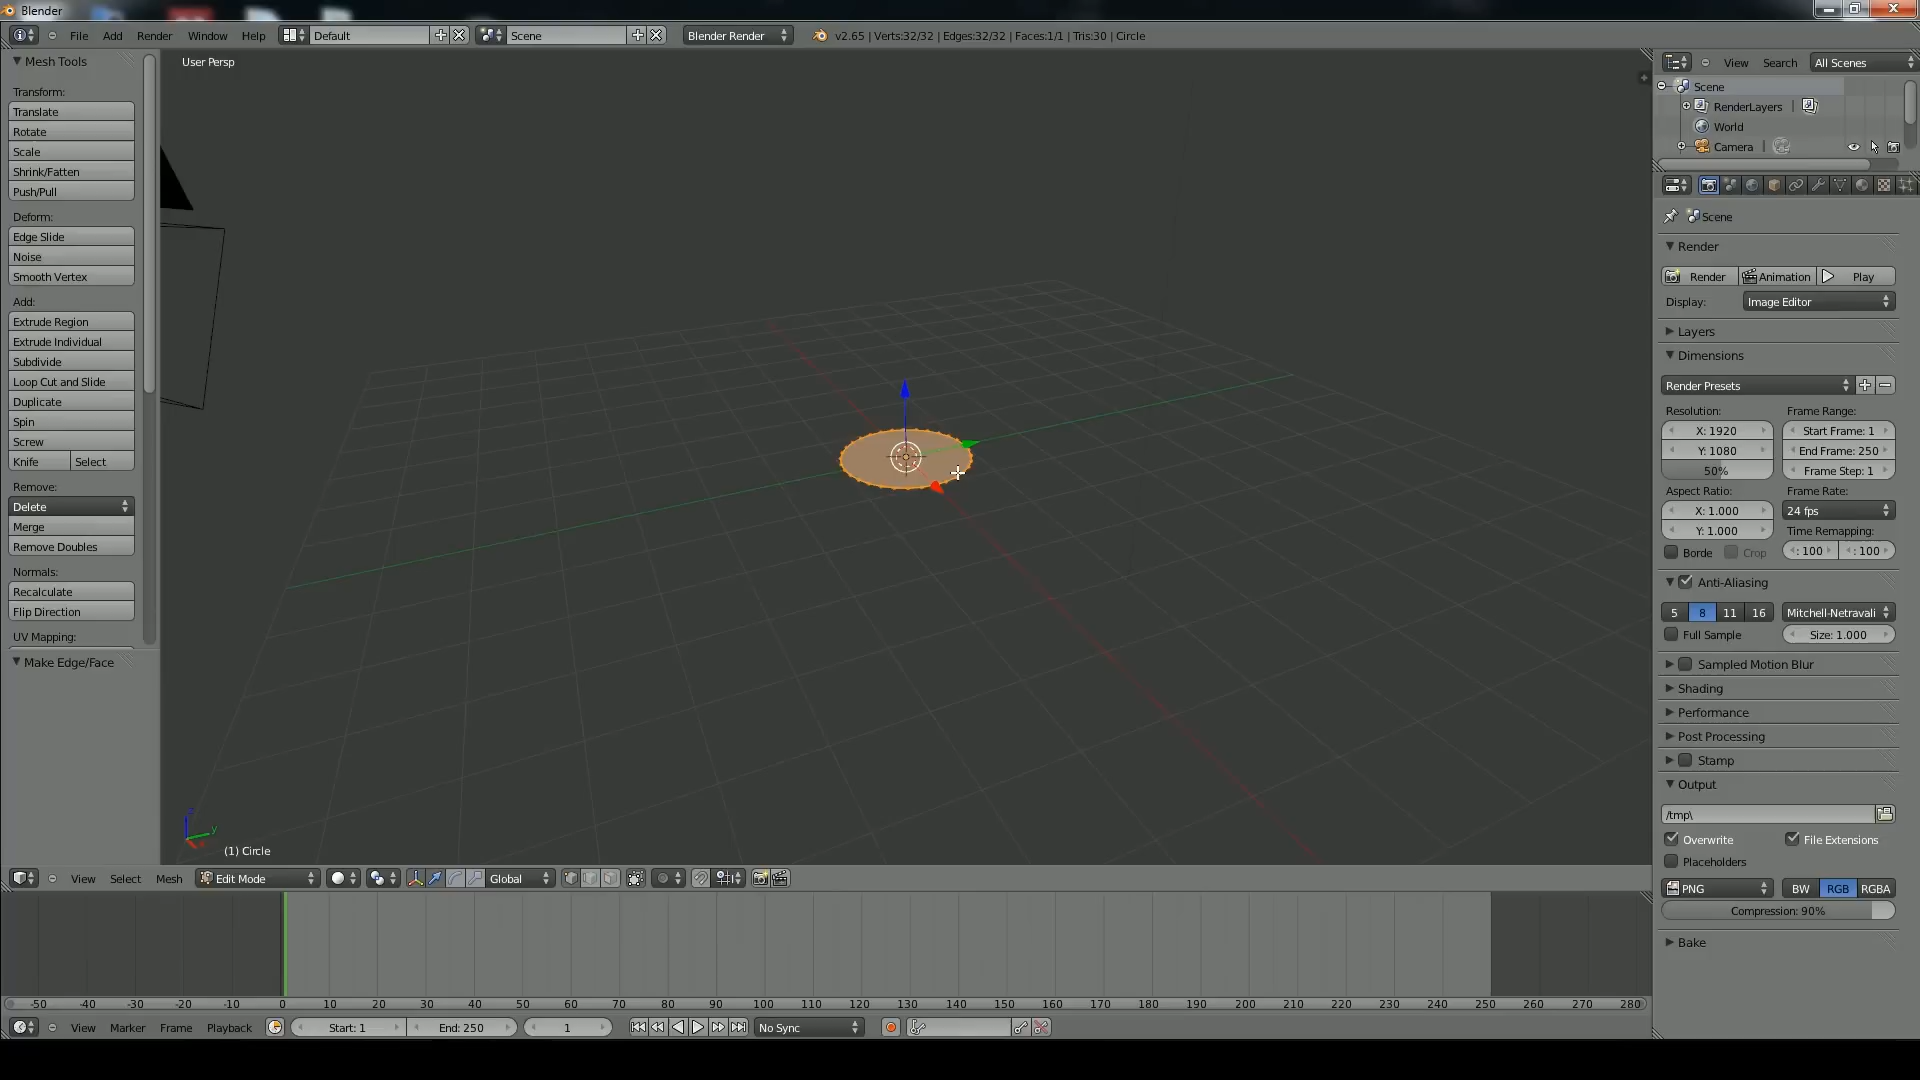 Blender
File Add Render Window Help Default Scene Blender Render v2.65 | Verts:32/32 | Edges:32/32 | Faces:1/1 | Tris:30 | Circle
Mesh Tools
Transform:
Translate
Rotate
Scale
Shrink/Fatten
Push/Pull
Deform:
Edge Slide
Noise
Smooth Vertex
Add:
Extrude Region
Extrude Individual
Subdivide
Loop Cut and Slide
Duplicate
Spin
Screw
Knife Select
Remove:
Delete
Merge
Remove Doubles
Normals:
Recalculate
Flip Direction
UV Mapping:
Make Edge/Face
User Persp
z
y
(1) Circle
View Select Mesh Edit Mode Global
-50 -40 -30 -20 -10 0 10 20 30 40 50 60 70 80 90 100 110 120 130 140 150 160 170 180 190 200 210 220 230 240 250 260 270 280
View Marker Frame Playback Start: 1 End: 250 1 No Sync
View Search All Scenes
Scene
RenderLayers |
World
Camera |
Scene
Render
Render Animation Play
Display: Image Editor
Layers
Dimensions
Render Presets
Resolution: Frame Range:
X: 1920 Start Frame: 1
Y: 1080 End Frame: 250
50% Frame Step: 1
Aspect Ratio: Frame Rate:
X: 1.000 24 fps
Y: 1.000 Time Remapping:
Borde Crop : 100 : 100
Anti-Aliasing
5 8 11 16 Mitchell-Netravali
Full Sample Size: 1.000
Sampled Motion Blur
Shading
Performance
Post Processing
Stamp
Output
/tmp\
Overwrite File Extensions
Placeholders
PNG BW RGB RGBA
Compression: 90%
Bake